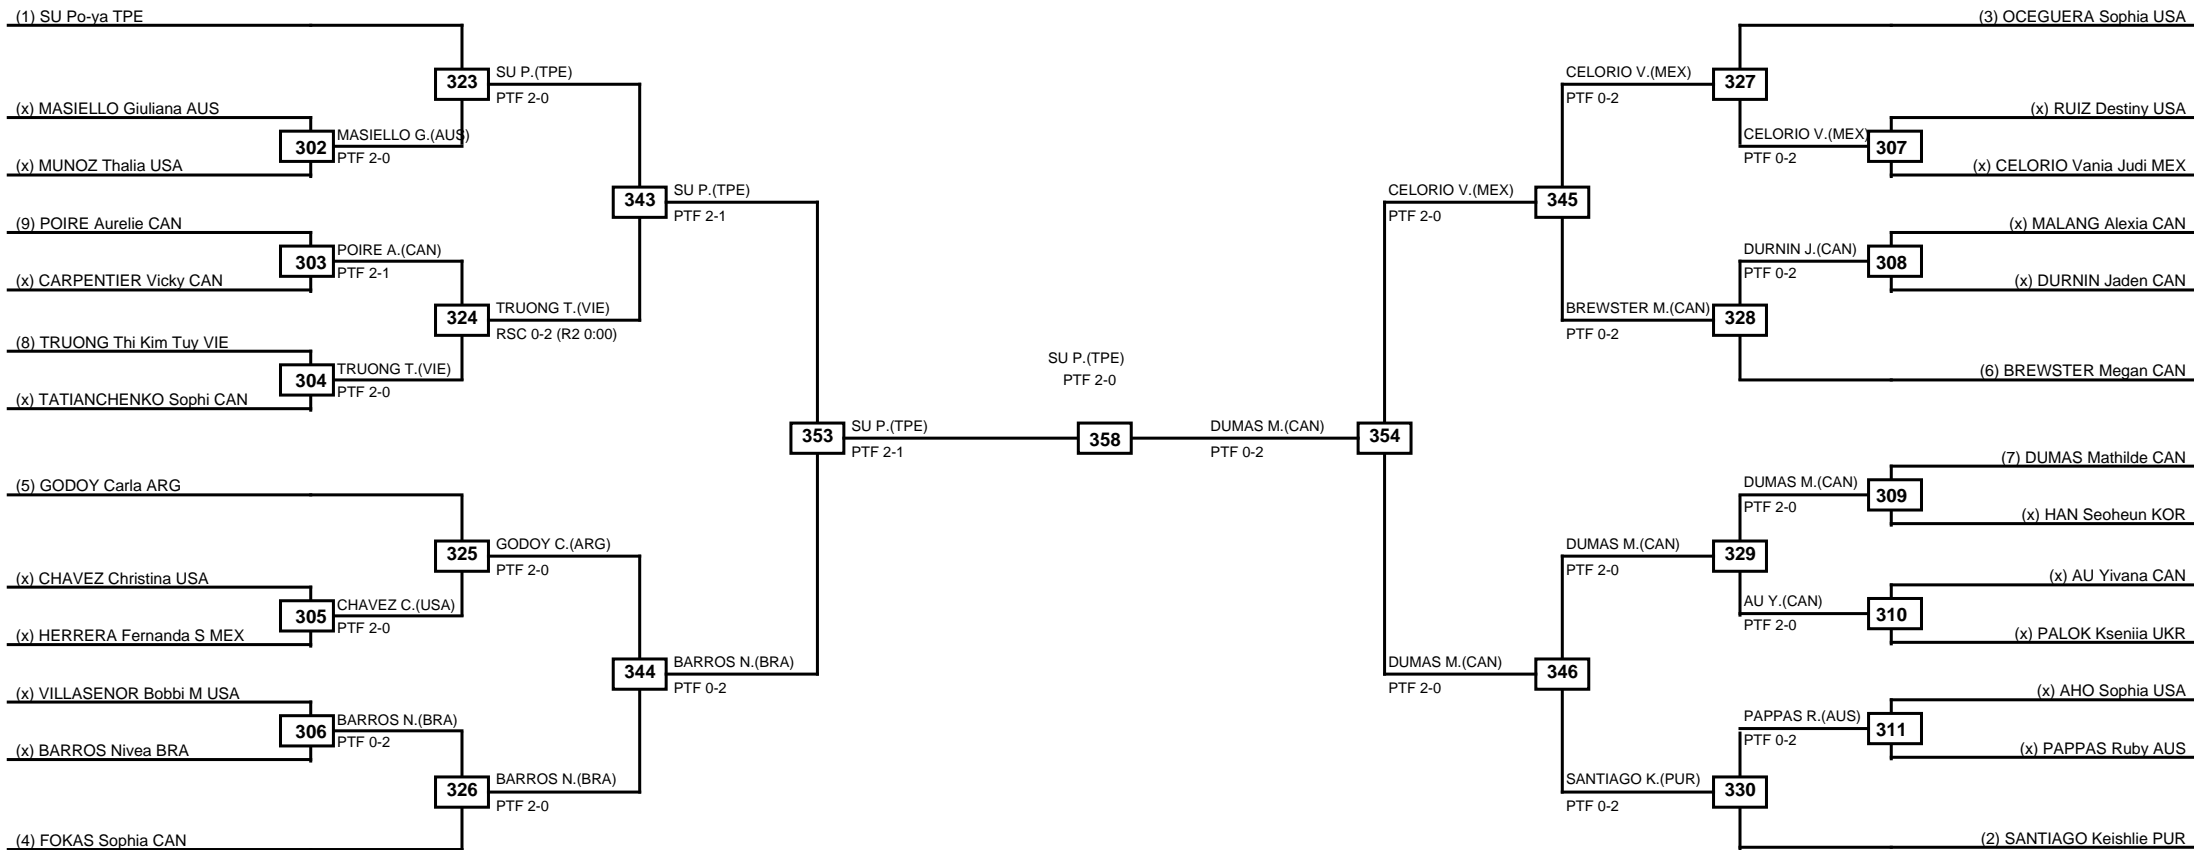 (1) SU Po-ya TPE
(x) MASIELLO Giuliana AUS
(x) MUNOZ Thalia USA
(9) POIRE Aurelie CAN
(x) CARPENTIER Vicky CAN
(8) TRUONG Thi Kim Tuy VIE
(x) TATIANCHENKO Sophi CAN
(5) GODOY Carla ARG
(x) CHAVEZ Christina USA
(x) HERRERA Fernanda S MEX
(x) VILLASENOR Bobbi M USA
(x) BARROS Nivea BRA
(4) FOKAS Sophia CAN
302
MASIELLO G.(AUS)
PTF 2-0
303
POIRE A.(CAN)
PTF 2-1
304
TRUONG T.(VIE)
PTF 2-0
305
CHAVEZ C.(USA)
PTF 2-0
306
BARROS N.(BRA)
PTF 0-2
323
SU P.(TPE)
PTF 2-0
324
TRUONG T.(VIE)
RSC 0-2 (R2 0:00)
325
GODOY C.(ARG)
PTF 2-0
326
BARROS N.(BRA)
PTF 2-0
343
SU P.(TPE)
PTF 2-1
344
BARROS N.(BRA)
PTF 0-2
353
SU P.(TPE)
PTF 2-1
SU P.(TPE)
PTF 2-0
358
DUMAS M.(CAN)
PTF 0-2
354
CELORIO V.(MEX)
PTF 2-0
345
DUMAS M.(CAN)
PTF 2-0
346
CELORIO V.(MEX)
PTF 0-2
327
BREWSTER M.(CAN)
PTF 0-2
328
DUMAS M.(CAN)
PTF 2-0
329
SANTIAGO K.(PUR)
PTF 0-2
330
CELORIO V.(MEX)
PTF 0-2
307
DURNIN J.(CAN)
PTF 0-2
308
DUMAS M.(CAN)
PTF 2-0
309
AU Y.(CAN)
PTF 2-0
310
PAPPAS R.(AUS)
PTF 0-2
311
(3) OCEGUERA Sophia USA
(x) RUIZ Destiny USA
(x) CELORIO Vania Judi MEX
(x) MALANG Alexia CAN
(x) DURNIN Jaden CAN
(6) BREWSTER Megan CAN
(7) DUMAS Mathilde CAN
(x) HAN Seoheun KOR
(x) AU Yivana CAN
(x) PALOK Kseniia UKR
(x) AHO Sophia USA
(x) PAPPAS Ruby AUS
(2) SANTIAGO Keishlie PUR